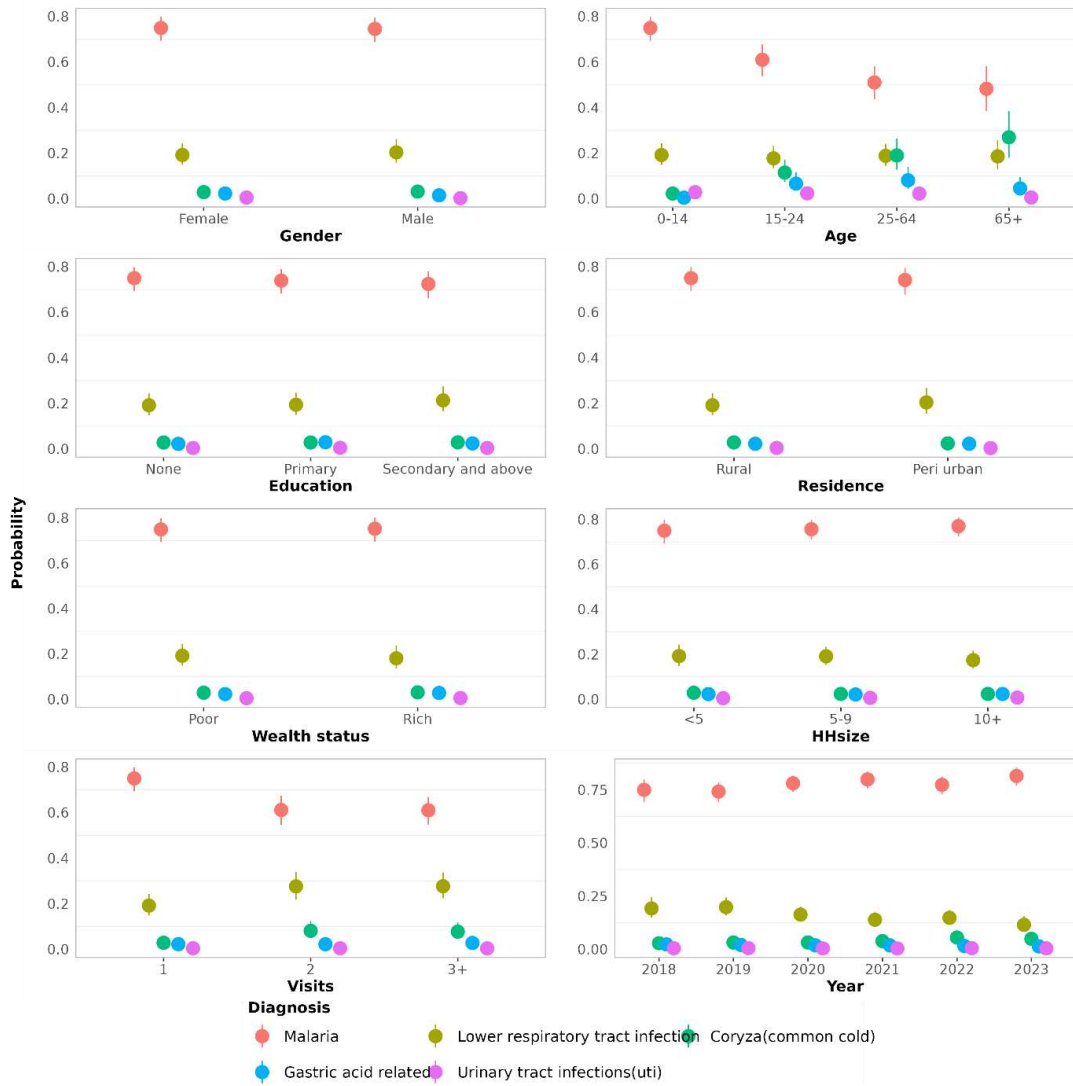 0.8
0.6
0.4
0.2
0.0
Female Male
Gender
0.8
0.6
0.4
0.2
0.0
0-14 15-24 25-64 65+
Age
0.8
0.6
0.4
0.2
0.0
None Primary Secondary and above
Education
0.8
0.6
0.4
0.2
0.0
Rural Peri urban
Residence
Probability
0.8
0.6
0.4
0.2
0.0
Poor Rich
Wealth status
0.8
0.6
0.4
0.2
0.0
<5 5-9 10+
HHsize
0.8
0.6
0.4
0.2
0.0
1 2 3+
Visits
0.75
0.50
0.25
0.00
2018 2019 2020 2021 2022 2023
Year
Diagnosis
Malaria Lower respiratory tract infection Coryza(common cold)
Gastric acid related Urinary tract infections(uti)